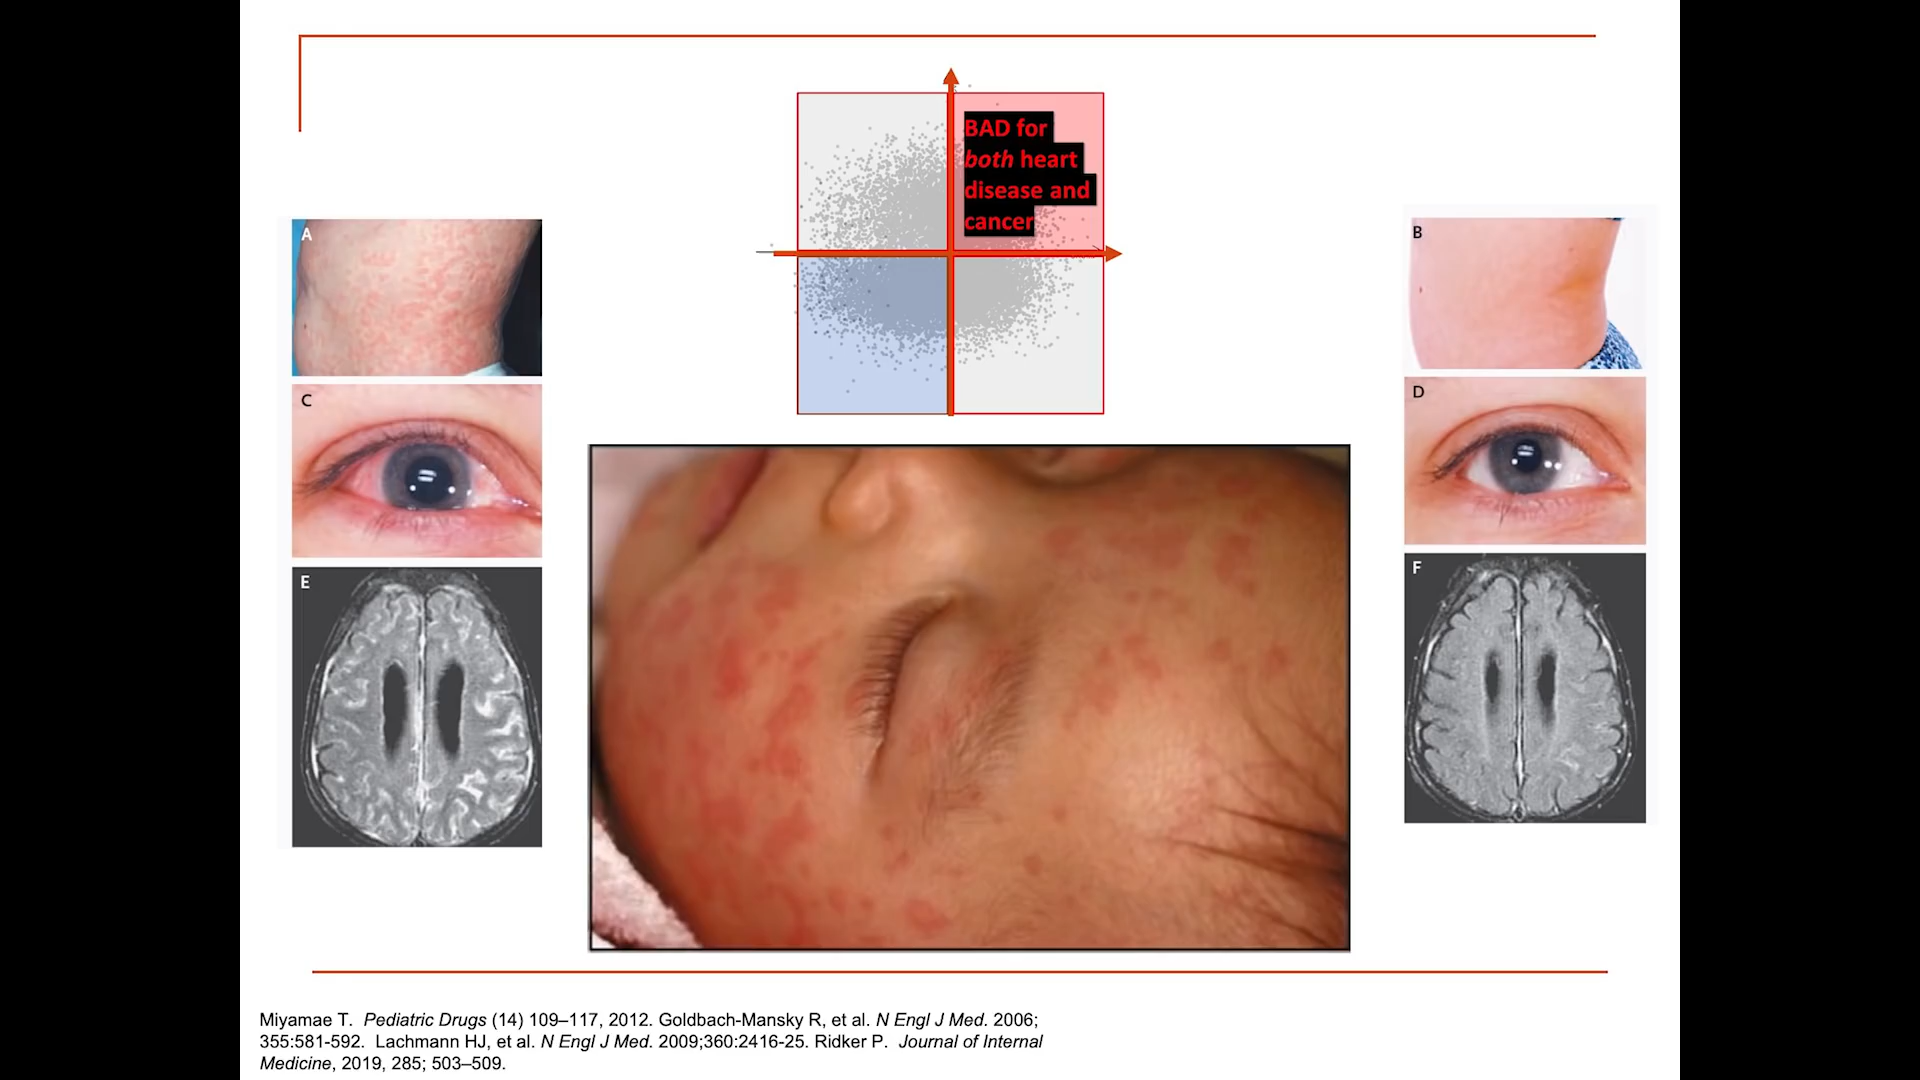 BAD for
both heart
disease and
cancer
A
B
C
D
E
F
Miyamae T. Pediatric Drugs (14) 109–117, 2012. Goldbach-Mansky R, et al. N Engl J Med. 2006;
355:581-592. Lachmann HJ, et al. N Engl J Med. 2009;360:2416-25. Ridker P. Journal of Internal
Medicine, 2019, 285; 503–509.